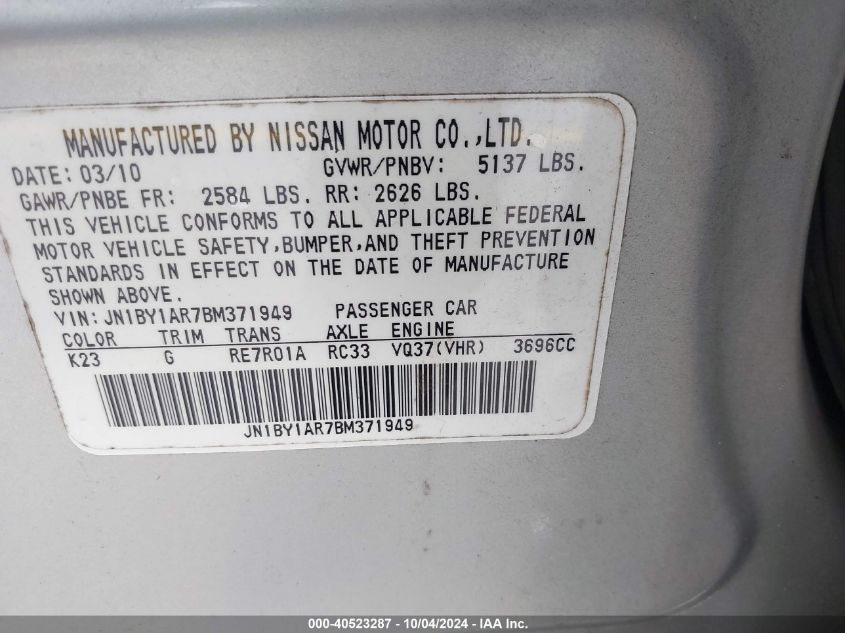 MANUFACTURED BY NISSAN MOTOR CO.,LTD.
DATE: 03/10 GVWR/PNBV: 5137 LBS.
GAWR/PNBE FR: 2584 LBS. RR: 2626 LBS.
THIS VEHICLE CONFORMS TO ALL APPLICABLE FEDERAL
MOTOR VEHICLE SAFETY,BUMPER,AND THEFT PREVENTION
STANDARDS IN EFFECT ON THE DATE OF MANUFACTURE
SHOWN ABOVE.
VIN: JN1BY1AR7BM371949 PASSENGER CAR
COLOR TRIM TRANS AXLE ENGINE
K23 G RE7R01A RC33 VQ37(VHR) 3696CC
JN1BY1AR7BM371949
000-40523287 - 10/04/2024 - IAA Inc.